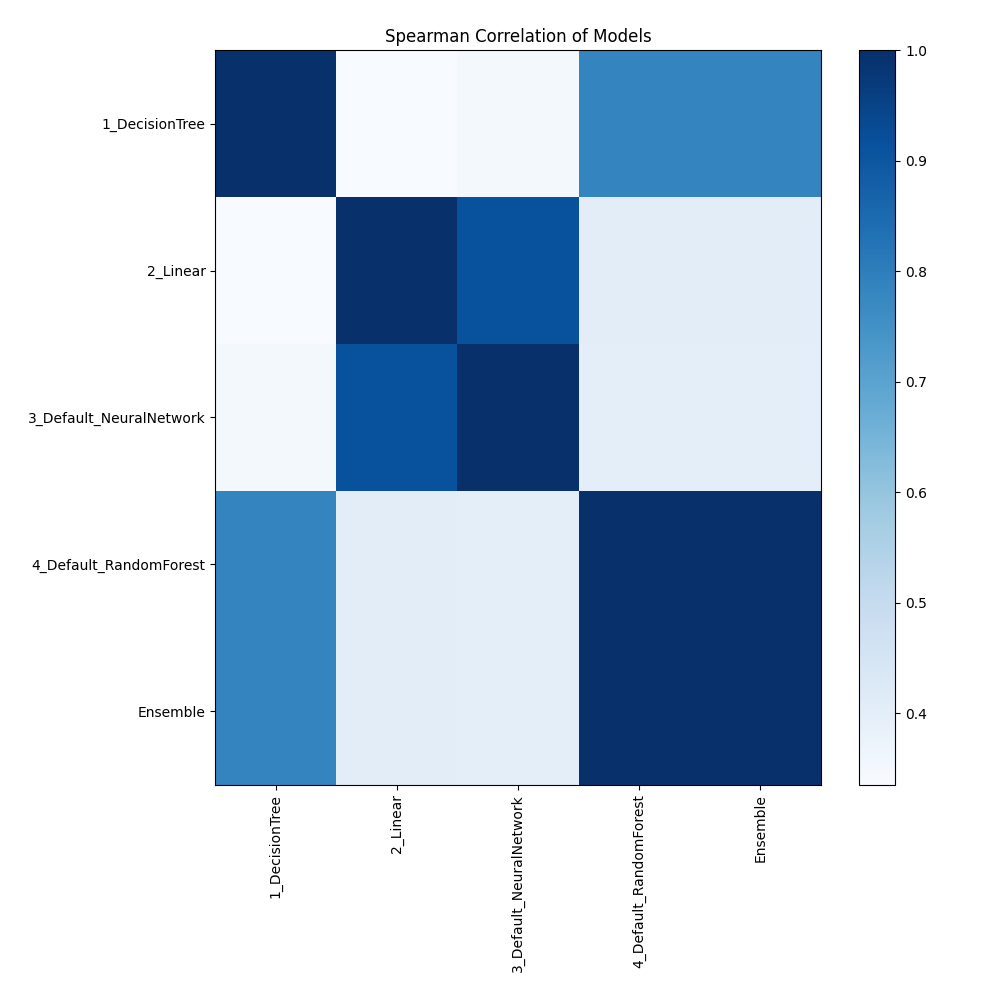 Spearman Correlation of Models
1_DecisionTree
2_Linear
3_Default_NeuralNetwork
4_Default_RandomForest
Ensemble
1_DecisionTree
2_Linear
3_Default_NeuralNetwork
4_Default_RandomForest
Ensemble
1.0
0.9
0.8
0.7
0.6
0.5
0.4